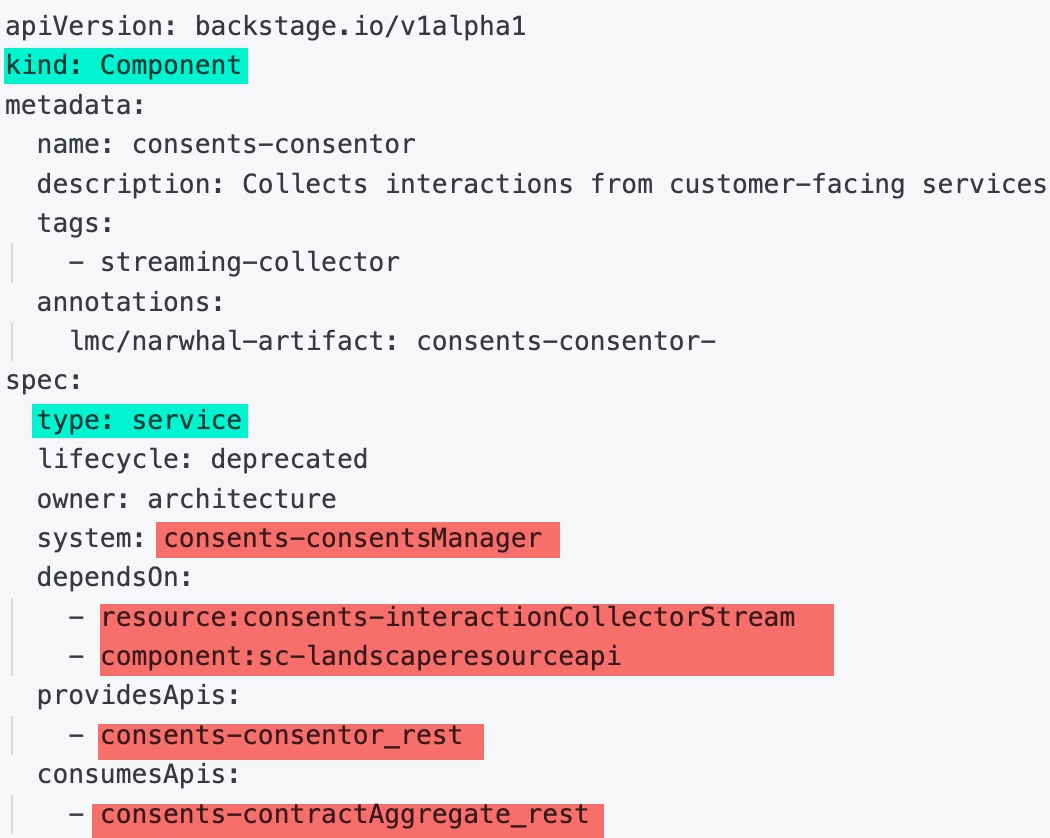 apiVersion: backstage.io/v1alpha1
kind: Component
metadata:
  name: consents-consentor
  description: Collects interactions from customer-facing services
  tags:
    - streaming-collector
  annotations:
    lmc/narwhal-artifact: consents-consentor-
spec:
  type: service
  lifecycle: deprecated
  owner: architecture
  system: consents-consentsManager
  dependsOn:
    - resource:consents-interactionCollectorStream
    - component:sc-landscaperesourceapi
  providesApis:
    - consents-consentor_rest
  consumesApis:
    - consents-contractAggregate_rest